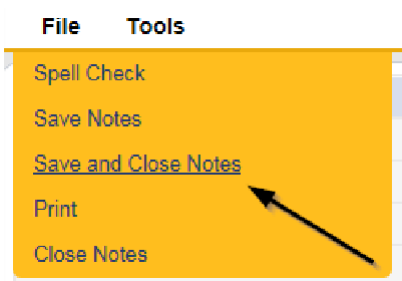 File Tools
Spell Check
Save Notes
Save and Close Notes
Print
Close Notes